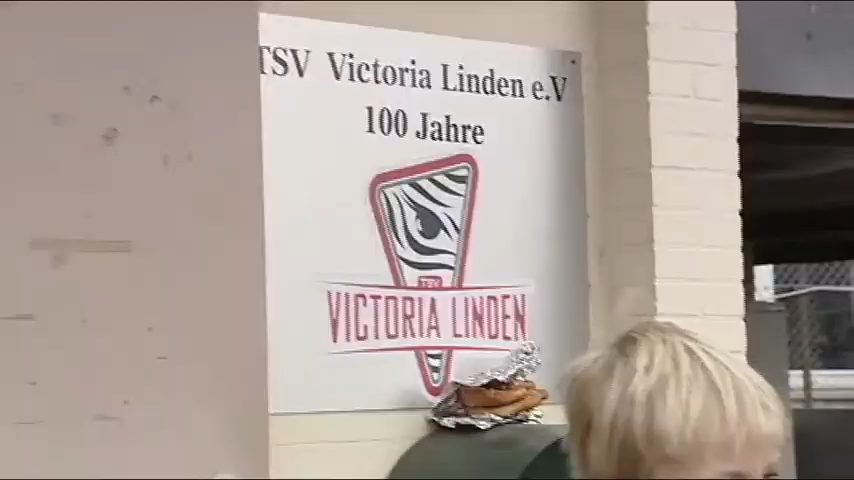 TSV Victoria Linden e.V
100 Jahre
TSV
VICTORIA LINDEN